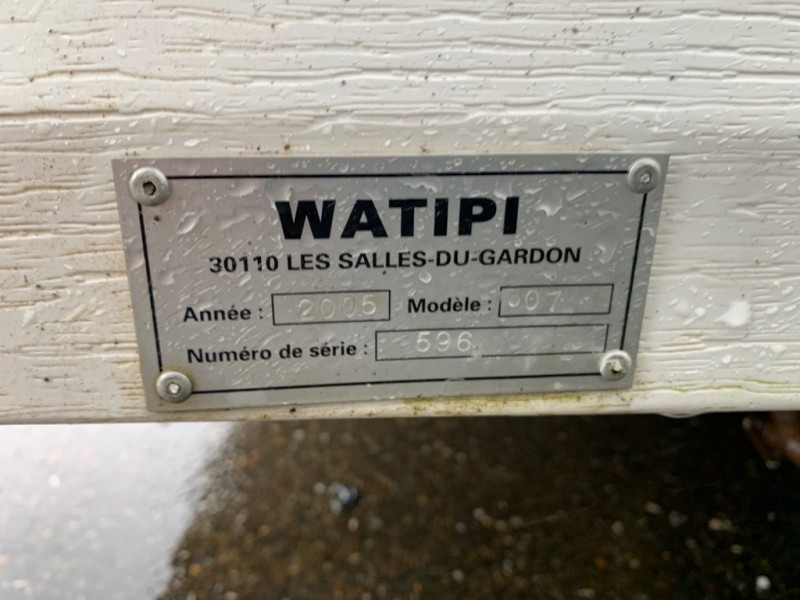 WATIPI
30110 LES SALLES-DU-GARDON
Année : 2005 Modèle : 07
Numéro de série : 596